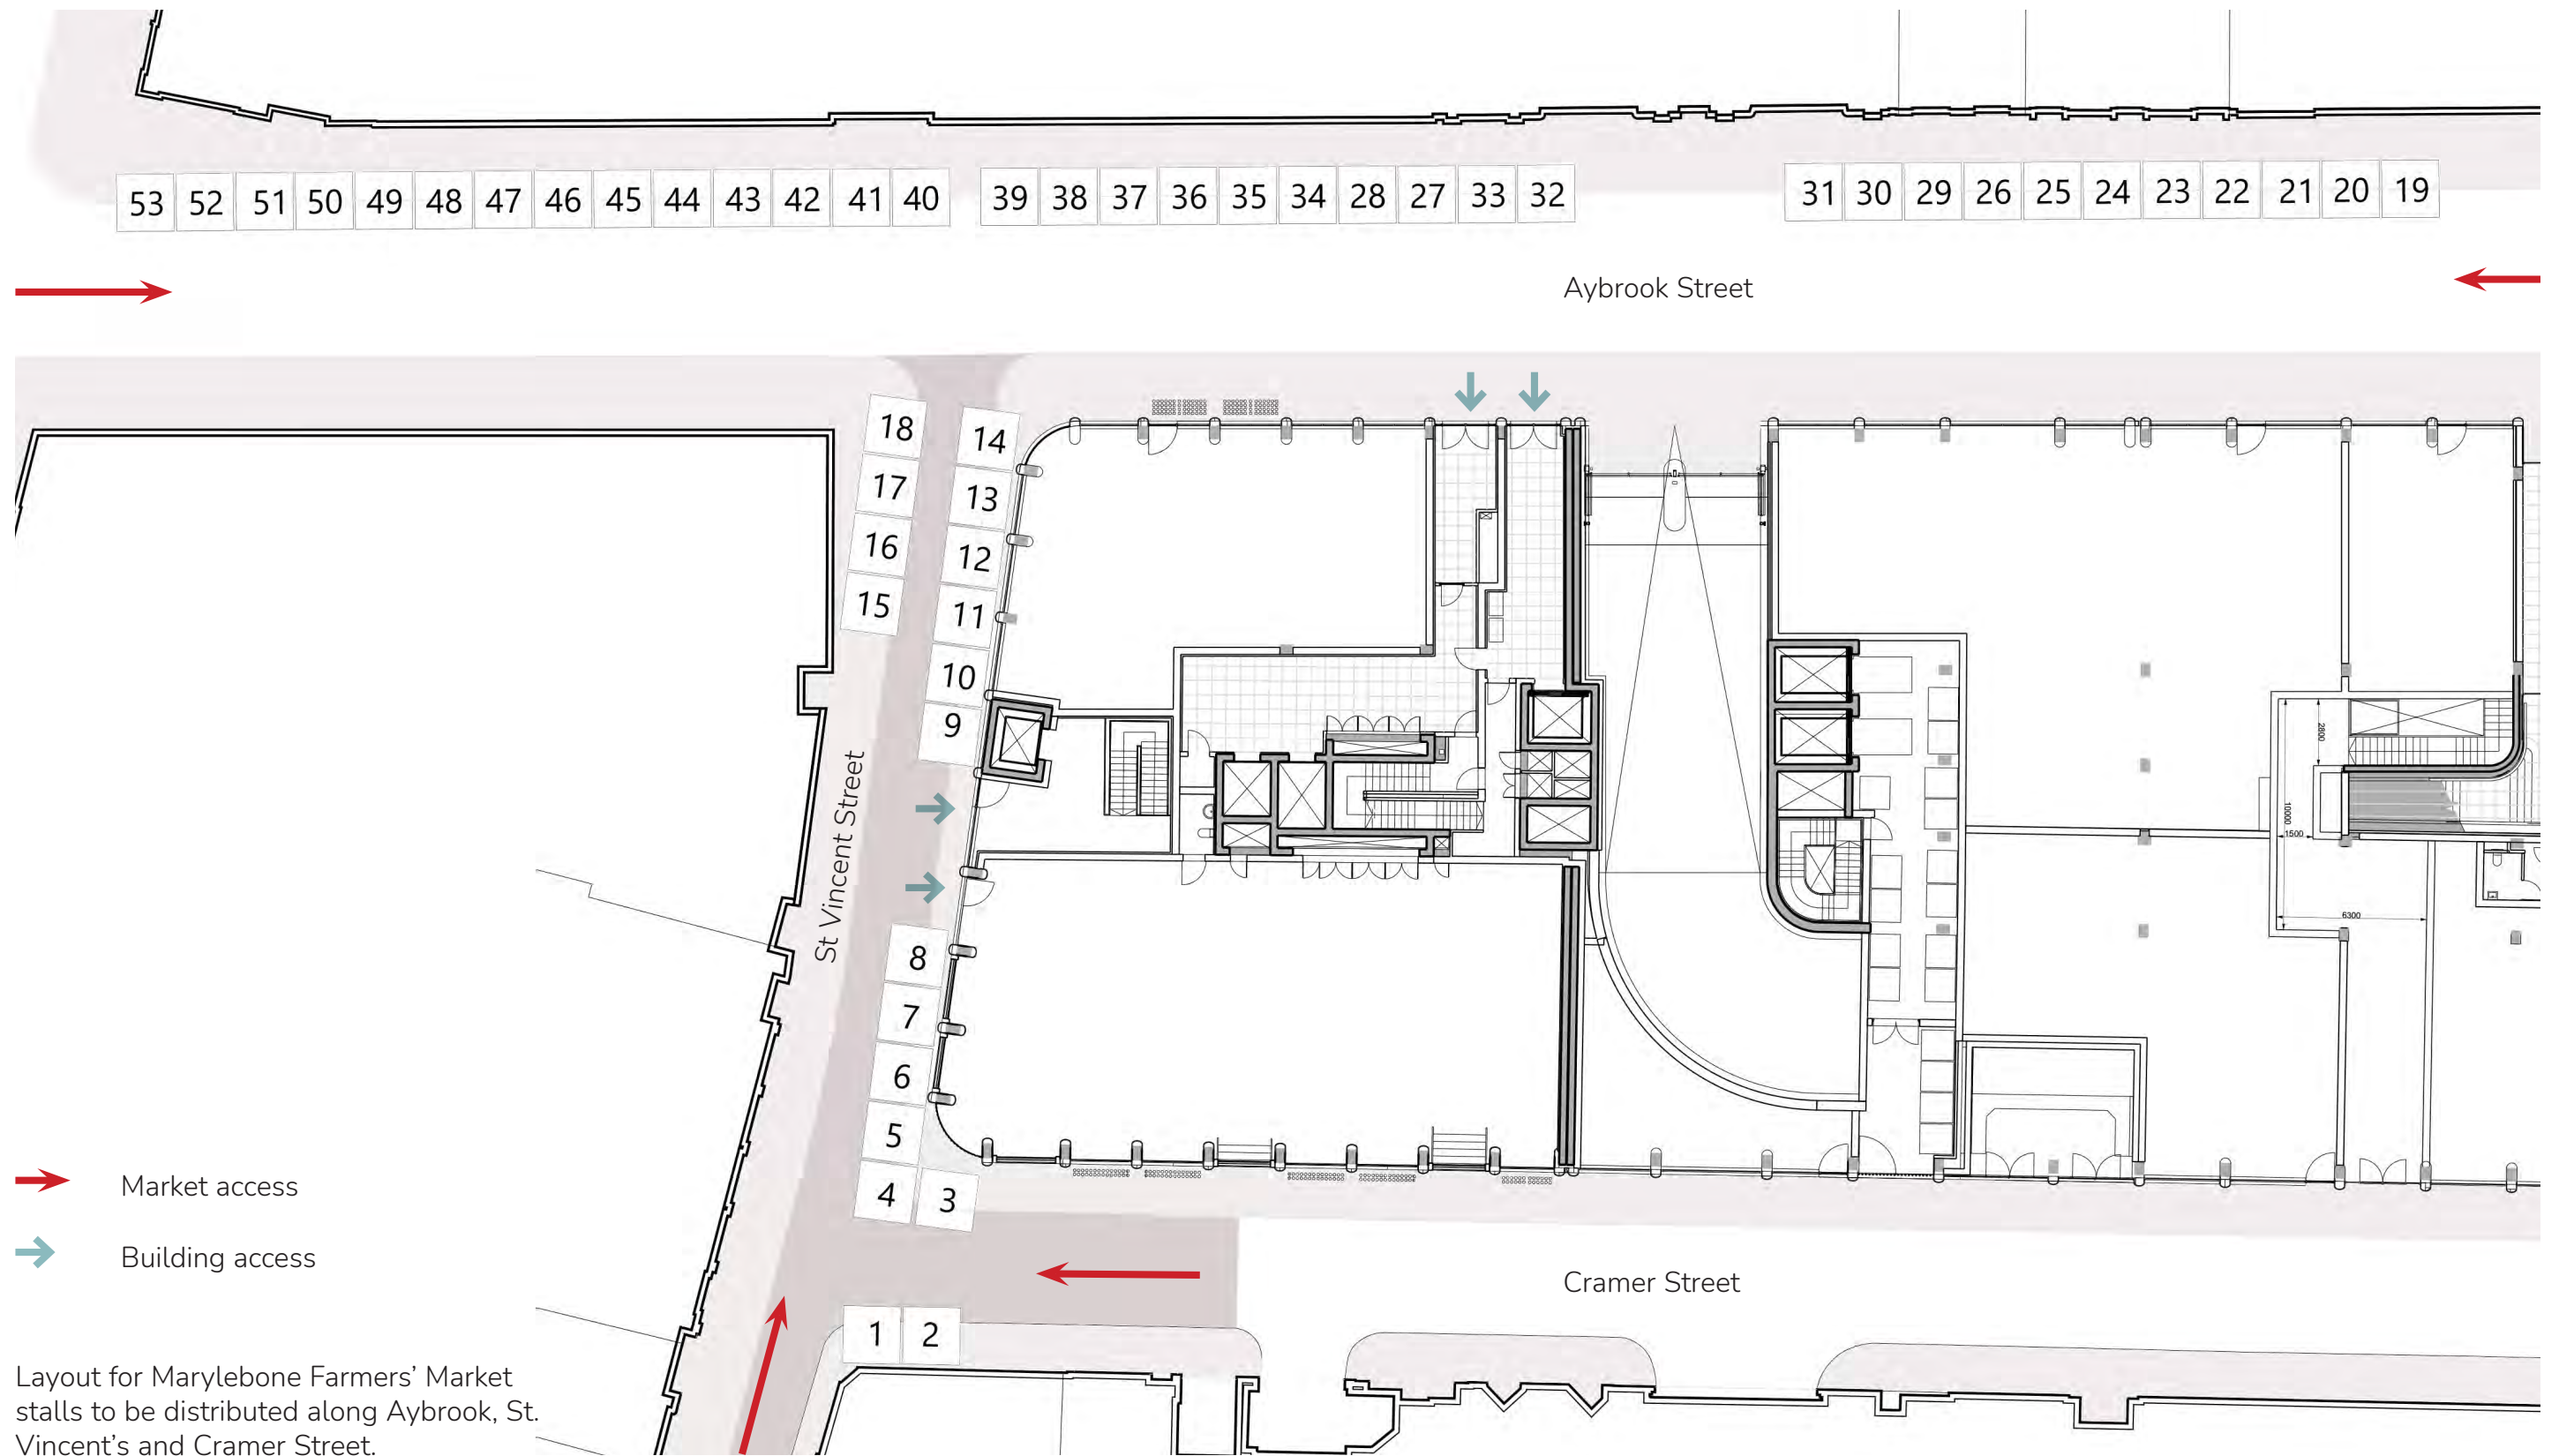 53 52 51 50 49 48 47 46 45 44 43 42 41 40 39 38 37 36 35 34 28 27 33 32 31 30 29 26 25 24 23 22 21 20 19
Aybrook Street
18
17
16
15
14
13
12
11
10
9
St Vincent Street
8
7
6
5
4
3
2800
10000
1500
6300
Cramer Street
1 2
Market access
Building access
Layout for Marylebone Farmers’ Market
stalls to be distributed along Aybrook, St.
Vincent’s and Cramer Street.